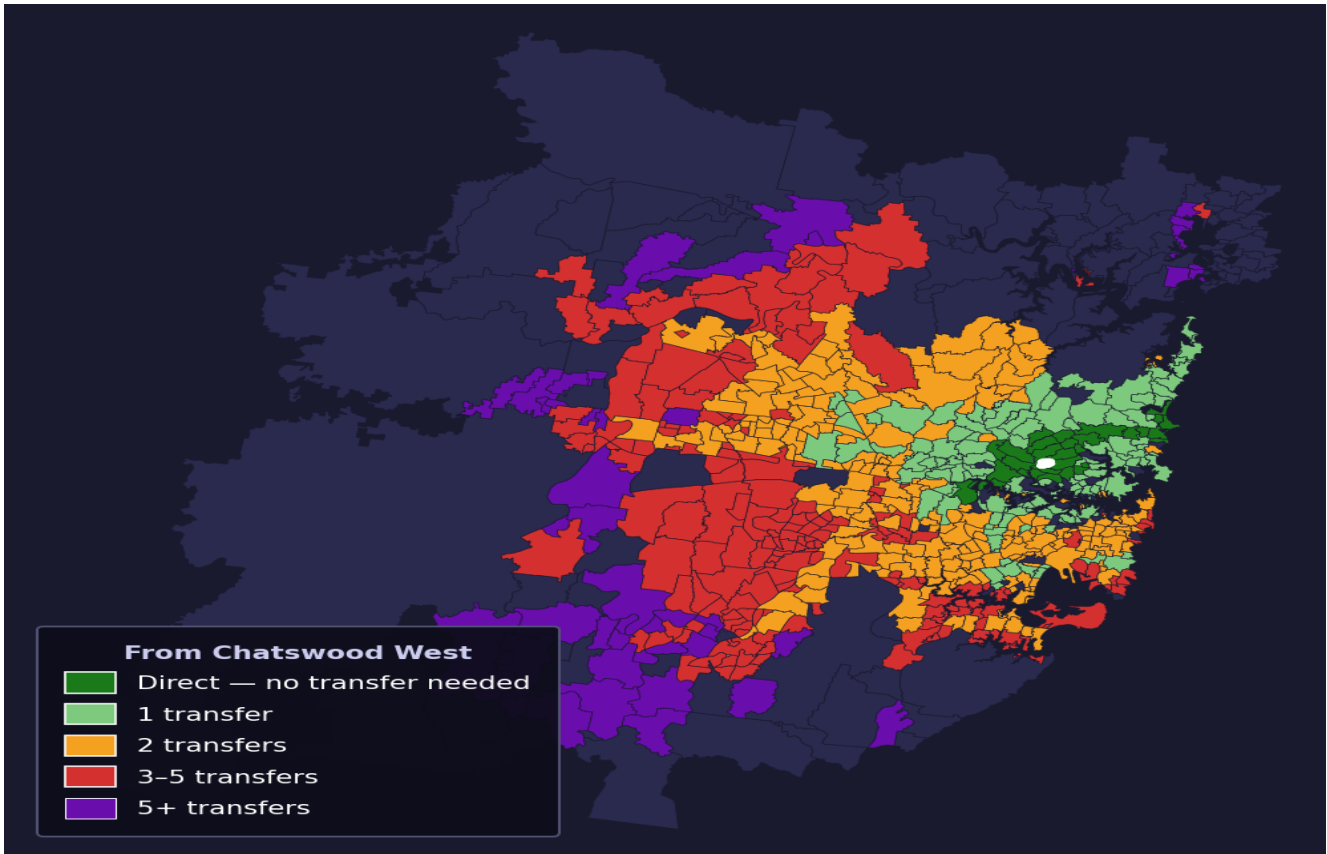 From Chatswood West
Direct — no transfer needed
1 transfer
2 transfers
3–5 transfers
5+ transfers